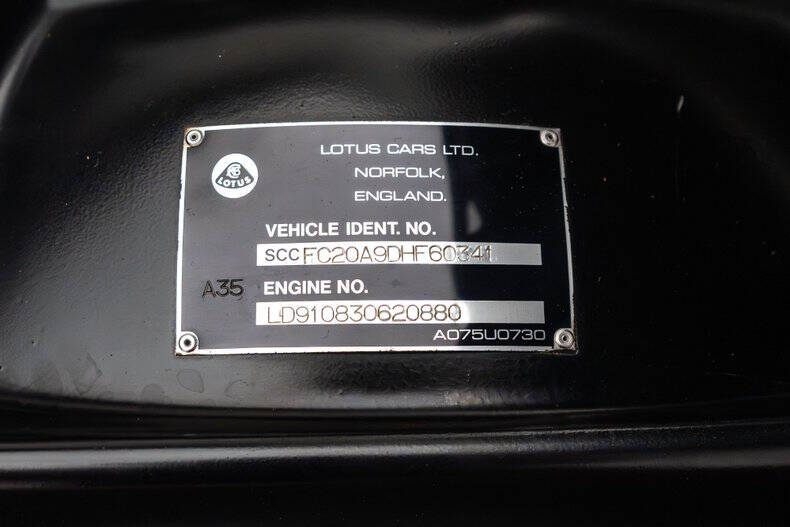 LOTUS
LOTUS CARS LTD.
NORFOLK,
ENGLAND.
VEHICLE IDENT. NO.
SCCFC20A9DHF60341
A35 ENGINE NO.
LD910830620880
A075U0730